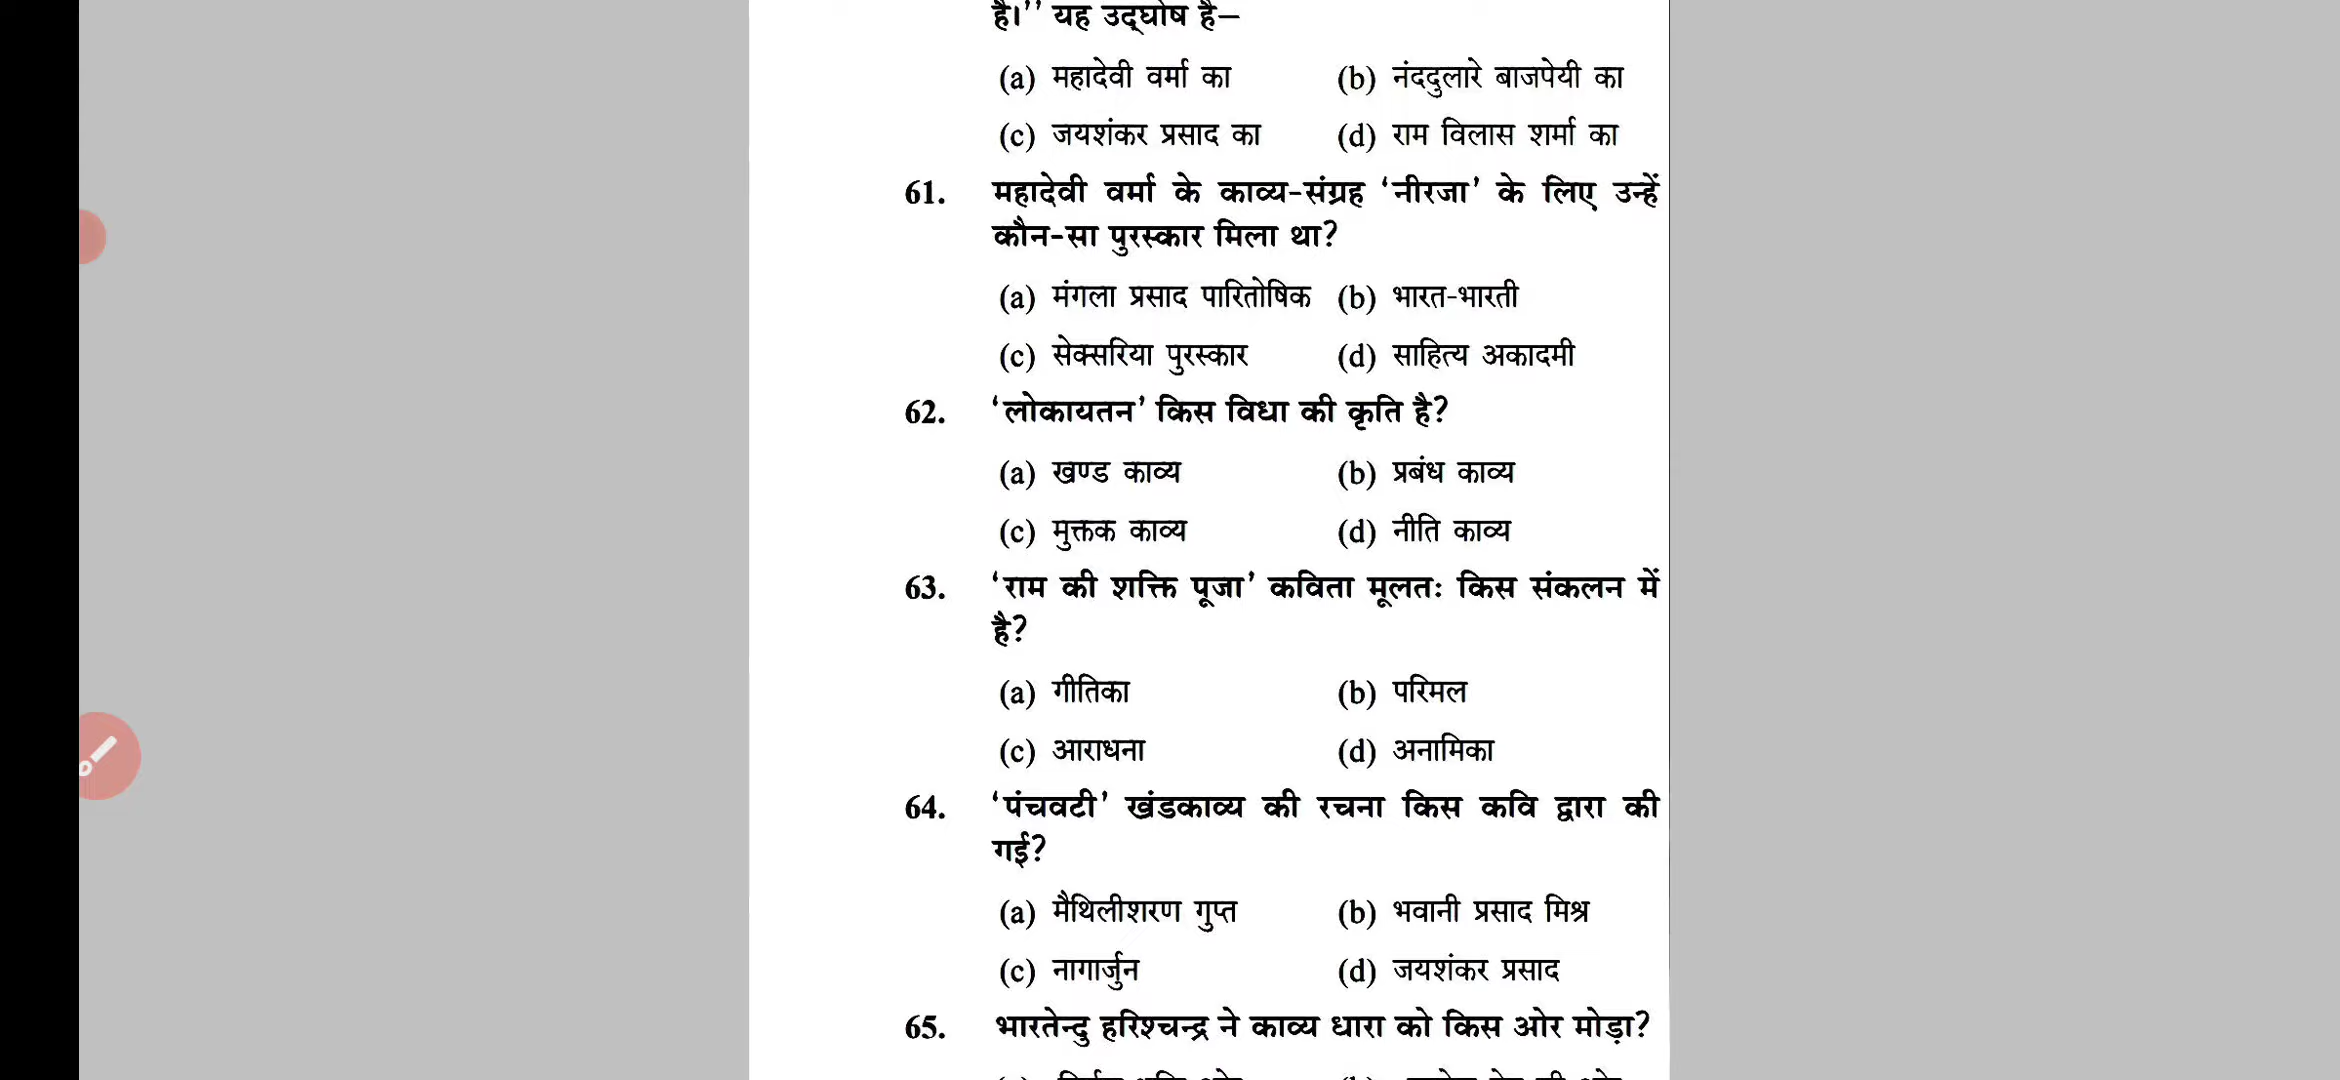 है।'' यह उद्घोष है–
(a) महादेवी वर्मा का (b) नंददुलारे बाजपेयी का
(c) जयशंकर प्रसाद का (d) राम विलास शर्मा का
61. महादेवी वर्मा के काव्य-संग्रह 'नीरजा' के लिए उन्हें
कौन-सा पुरस्कार मिला था?
(a) मंगला प्रसाद पारितोषिक (b) भारत-भारती
(c) सेक्सरिया पुरस्कार (d) साहित्य अकादमी
62. 'लोकायतन' किस विधा की कृति है?
(a) खण्ड काव्य (b) प्रबंध काव्य
(c) मुक्तक काव्य (d) नीति काव्य
63. 'राम की शक्ति पूजा' कविता मूलतः किस संकलन में
है?
(a) गीतिका (b) परिमल
(c) आराधना (d) अनामिका
64. 'पंचवटी' खंडकाव्य की रचना किस कवि द्वारा की
गई?
(a) मैथिलीशरण गुप्त (b) भवानी प्रसाद मिश्र
(c) नागार्जुन (d) जयशंकर प्रसाद
65. भारतेन्दु हरिश्चन्द्र ने काव्य धारा को किस ओर मोड़ा?